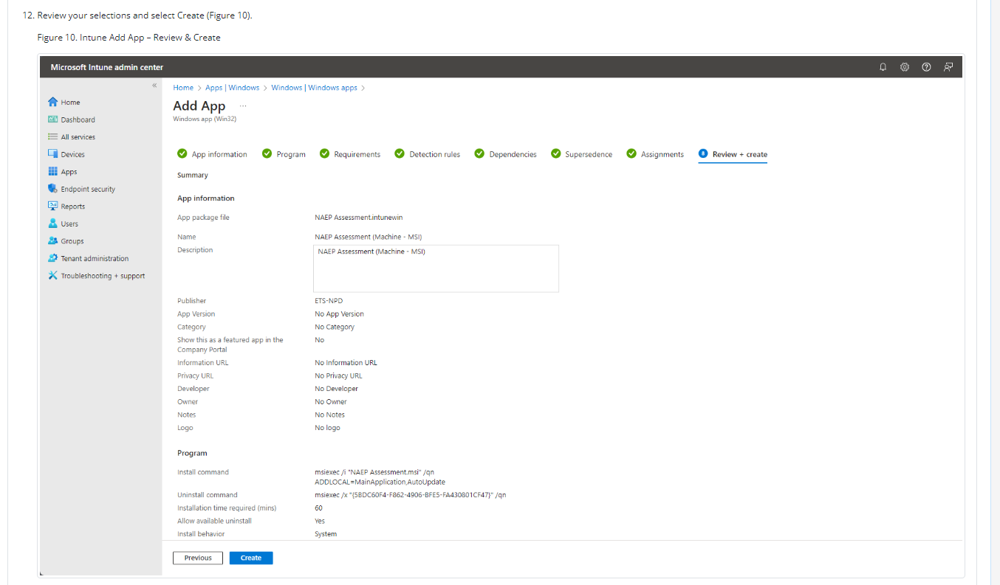 12. Review your selections and select Create (Figure 10).
Figure 10. Intune Add App – Review & Create
Microsoft Intune admin center
«
Home > Apps | Windows > Windows | Windows apps >
Add App ...
Windows app (Win32)
Home
Dashboard
All services
Devices
Apps
Endpoint security
Reports
Users
Groups
Tenant administration
Troubleshooting + support
App information Program Requirements Detection rules Dependencies Supersedence Assignments 8 Review + create
Summary
App information
App package file NAEP Assessment.intunewin
Name NAEP Assessment (Machine - MSI)
Description NAEP Assessment (Machine - MSI)
Publisher ETS-NPD
App Version No App Version
Category No Category
Show this as a featured app in the No
Company Portal
Information URL No Information URL
Privacy URL No Privacy URL
Developer No Developer
Owner No Owner
Notes No Notes
Logo No logo
Program
Install command msiexec /i "NAEP Assessment.msi" /qn
ADDLOCAL=MainApplication,AutoUpdate
Uninstall command msiexec /x "{5BDC60F4-F862-4906-BFE5-FA430801CF47}" /qn
Installation time required (mins) 60
Allow available uninstall Yes
Install behavior System
Previous Create